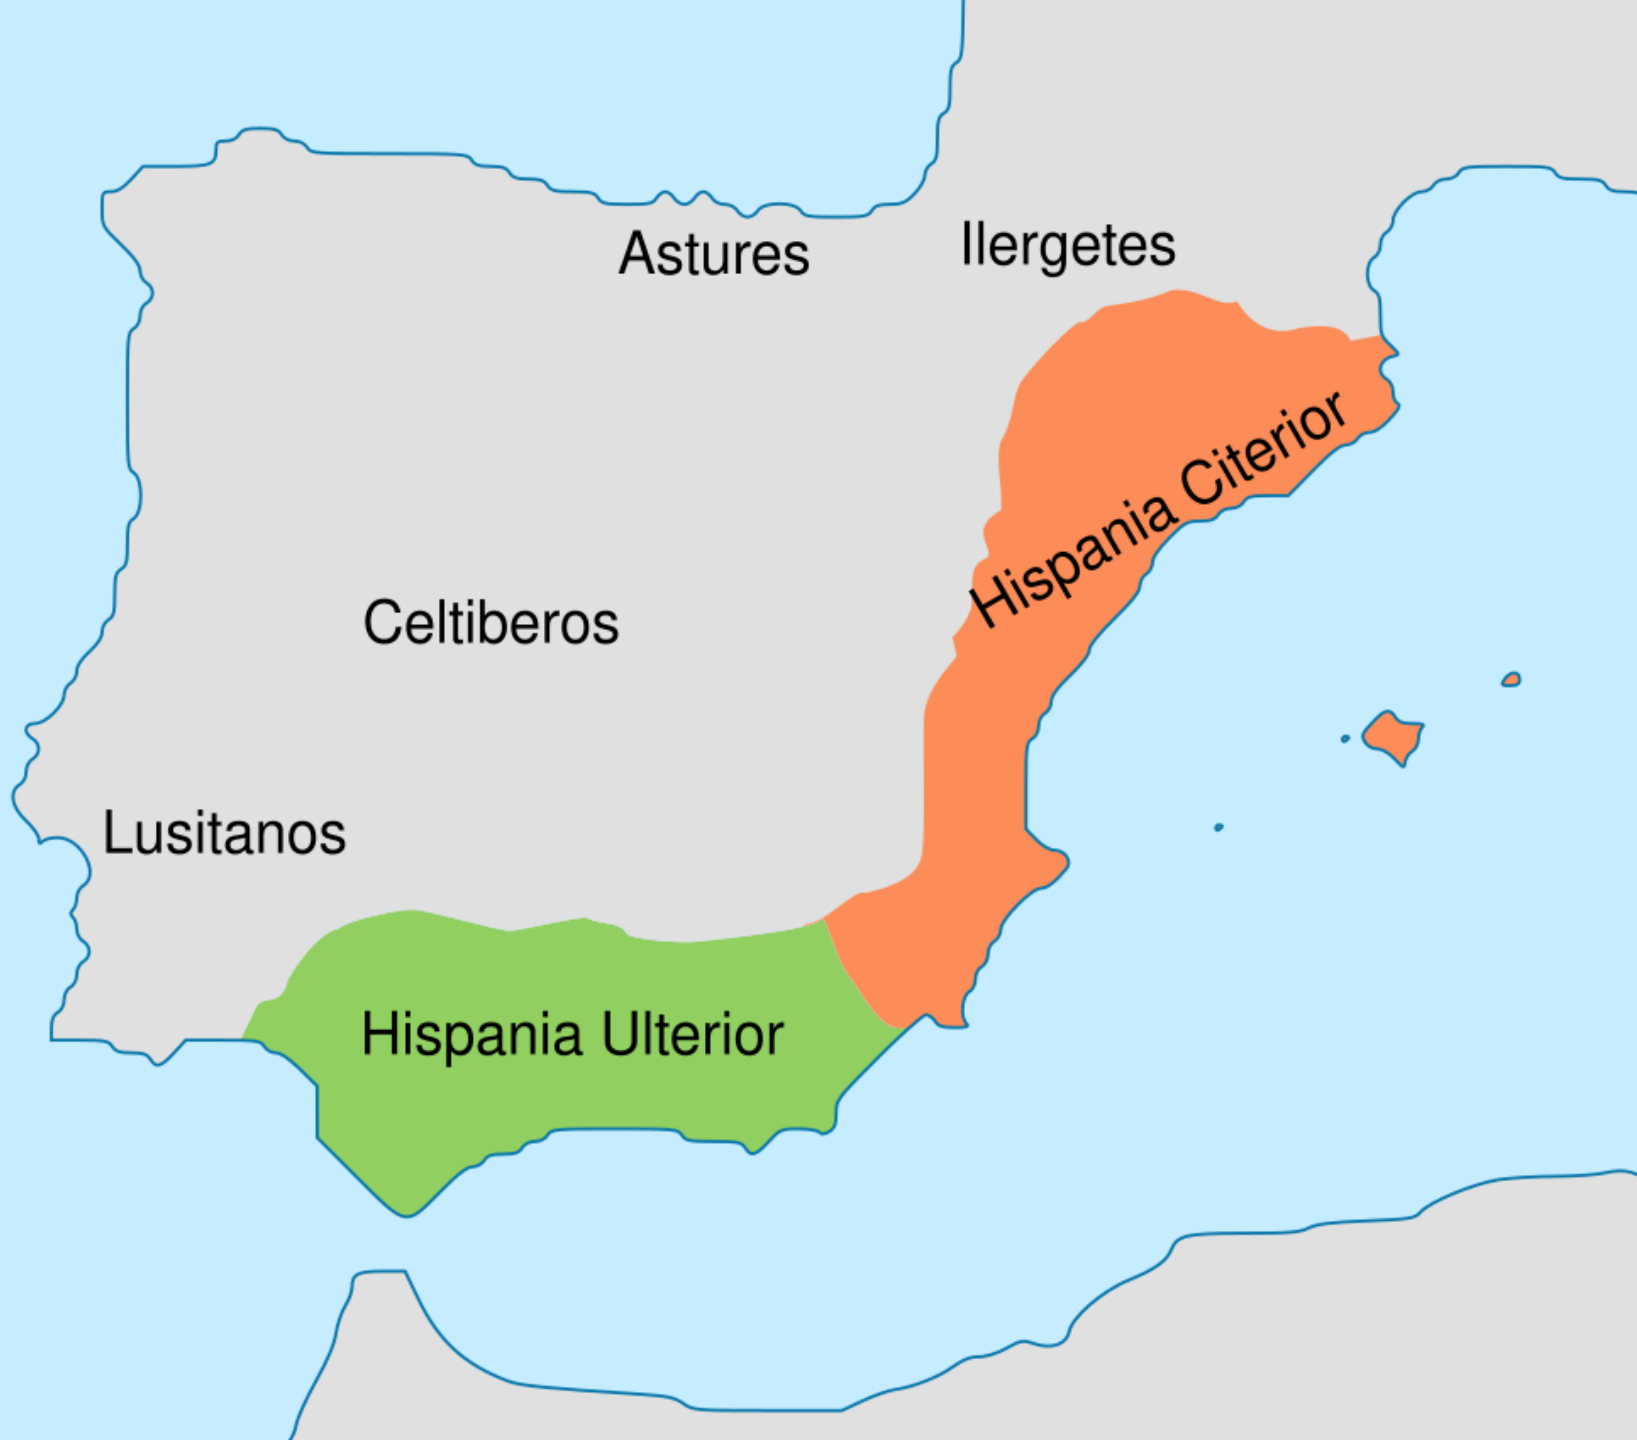 Astures
Ilergetes
Hispania Citerior
Celtiberos
Lusitanos
Hispania Ulterior